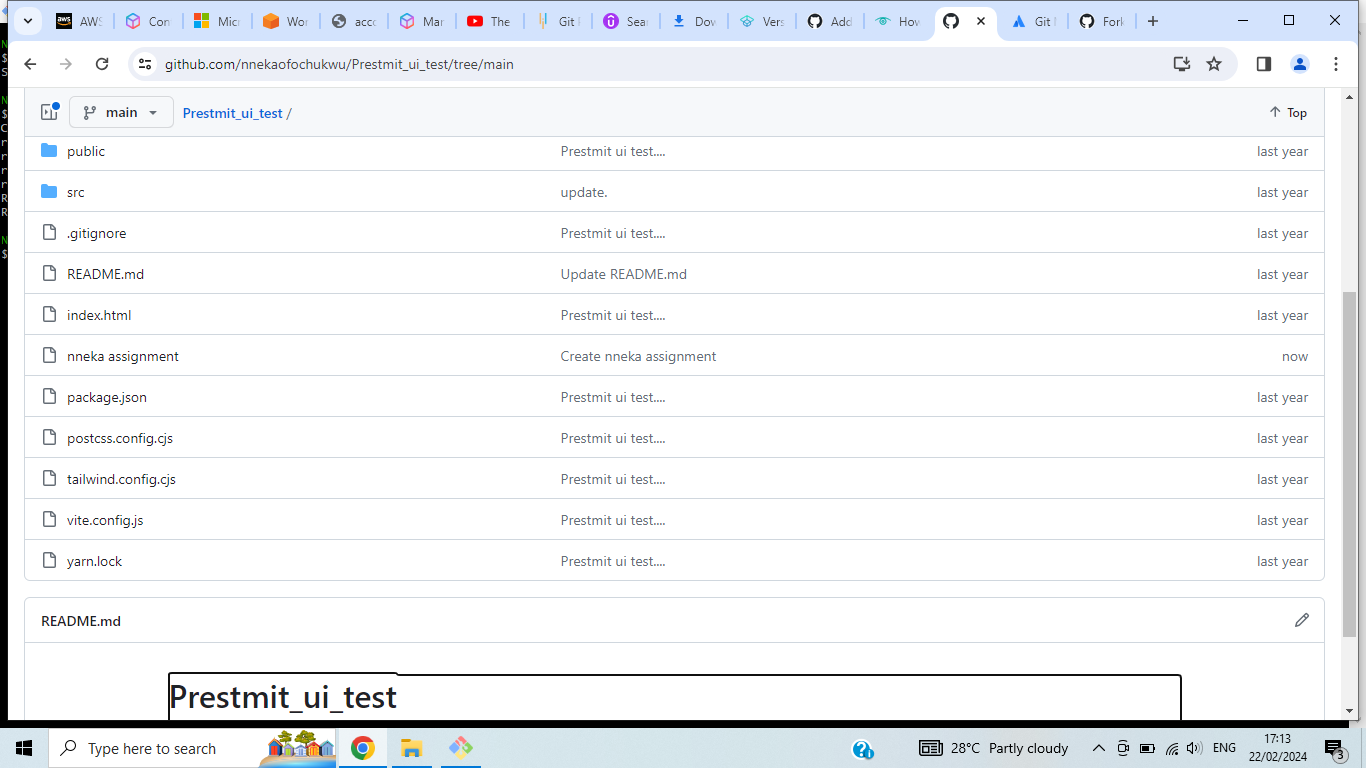 AWS
Con
Micr
Wor
acco
Mar
The
Git F
Sear
Dov
Vers
Add
How
Git M
Fork
github.com/nnekaofochukwu/Prestmit_ui_test/tree/main
main Prestmit_ui_test / Top
public Prestmit ui test.... last year
src update. last year
.gitignore Prestmit ui test.... last year
README.md Update README.md last year
index.html Prestmit ui test.... last year
nneka assignment Create nneka assignment now
package.json Prestmit ui test.... last year
postcss.config.cjs Prestmit ui test.... last year
tailwind.config.cjs Prestmit ui test.... last year
vite.config.js Prestmit ui test.... last year
yarn.lock Prestmit ui test.... last year
README.md
Prestmit_ui_test
Type here to search 28°C Partly cloudy ENG 17:13
22/02/2024 3